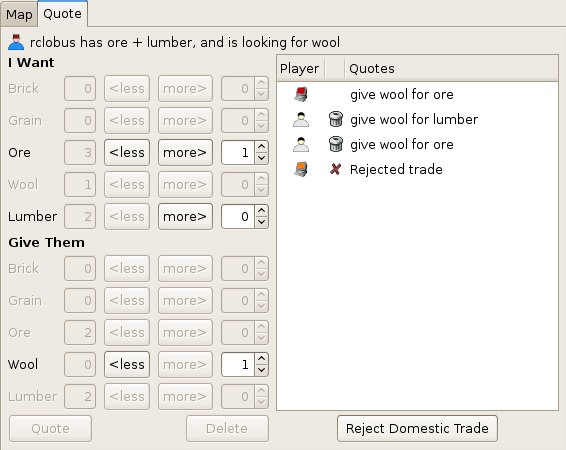 Map Quote
rclobus has ore + lumber, and is looking for wool
I Want
Brick 0 <less more> 0
Grain 0 <less more> 0
Ore 3 <less more> 1
Wool 1 <less more> 0
Lumber 2 <less more> 0
Give Them
Brick 0 <less more> 0
Grain 0 <less more> 0
Ore 2 <less more> 0
Wool 0 <less more> 1
Lumber 2 <less more> 0
Quote Delete
Player Quotes
give wool for ore
give wool for lumber
give wool for ore
Rejected trade
Reject Domestic Trade